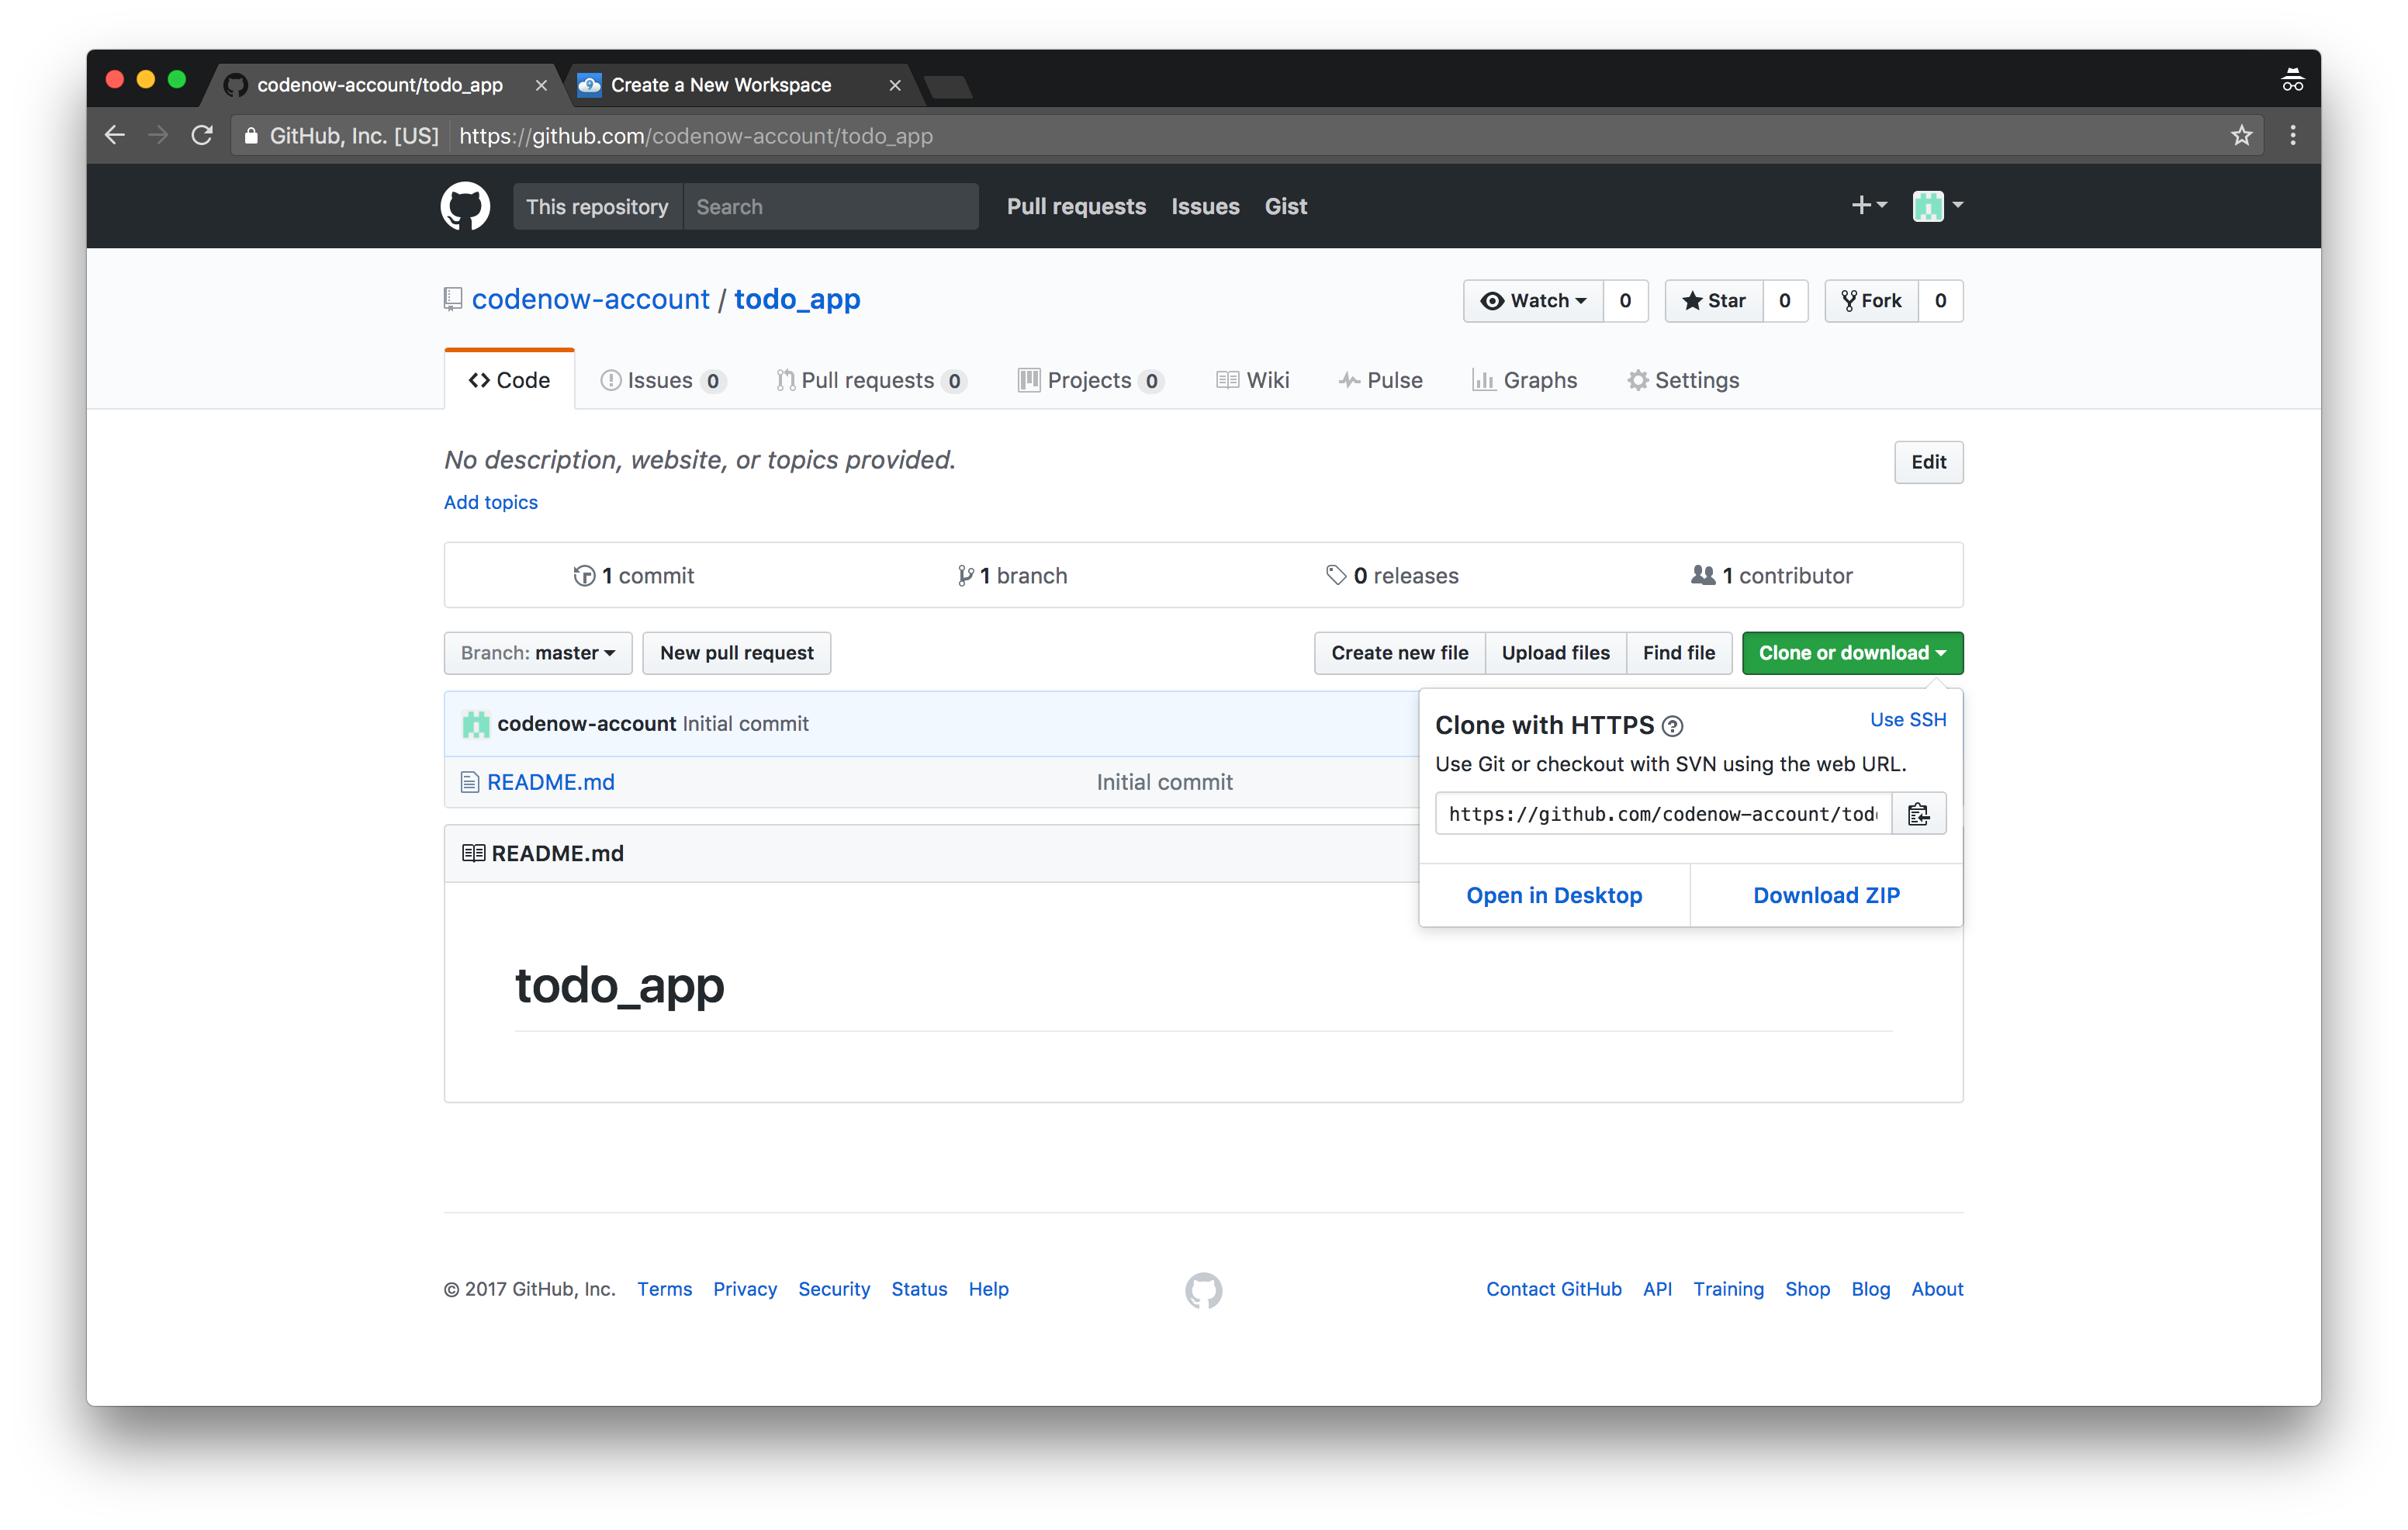 codenow-account/todo_app
Create a New Workspace
GitHub, Inc. [US] https://github.com/codenow-account/todo_app
This repository Search Pull requests Issues Gist
codenow-account / todo_app
Watch 0 Star 0 Fork 0
Code Issues 0 Pull requests 0 Projects 0 Wiki Pulse Graphs Settings
No description, website, or topics provided.
Edit
Add topics
1 commit 1 branch 0 releases 1 contributor
Branch: master New pull request Create new file Upload files Find file Clone or download
codenow-account Initial commit
README.md Initial commit
Clone with HTTPS Use SSH
Use Git or checkout with SVN using the web URL.
https://github.com/codenow-account/tod
Open in Desktop Download ZIP
README.md
todo_app
© 2017 GitHub, Inc. Terms Privacy Security Status Help Contact GitHub API Training Shop Blog About